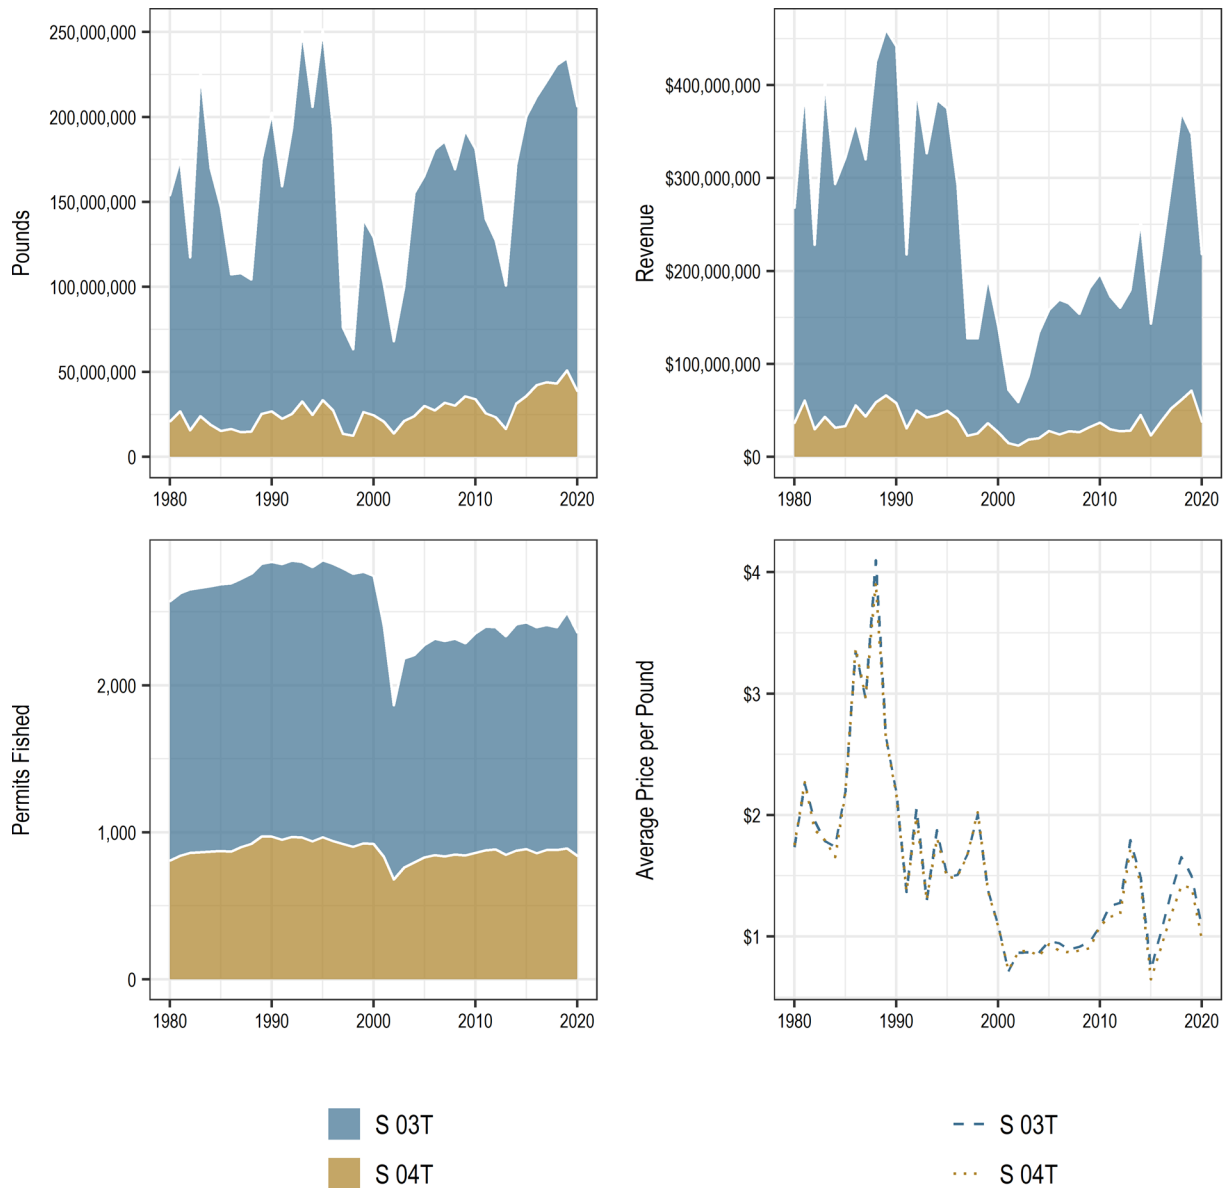 Pounds
250,000,000
200,000,000
150,000,000
100,000,000
50,000,000
0
1980 1990 2000 2010 2020
Revenue
$400,000,000
$300,000,000
$200,000,000
$100,000,000
$0
1980 1990 2000 2010 2020
Permits Fished
2,000
1,000
0
1980 1990 2000 2010 2020
Average Price per Pound
$4
$3
$2
$1
1980 1990 2000 2010 2020
S 03T
S 04T
S 03T
S 04T